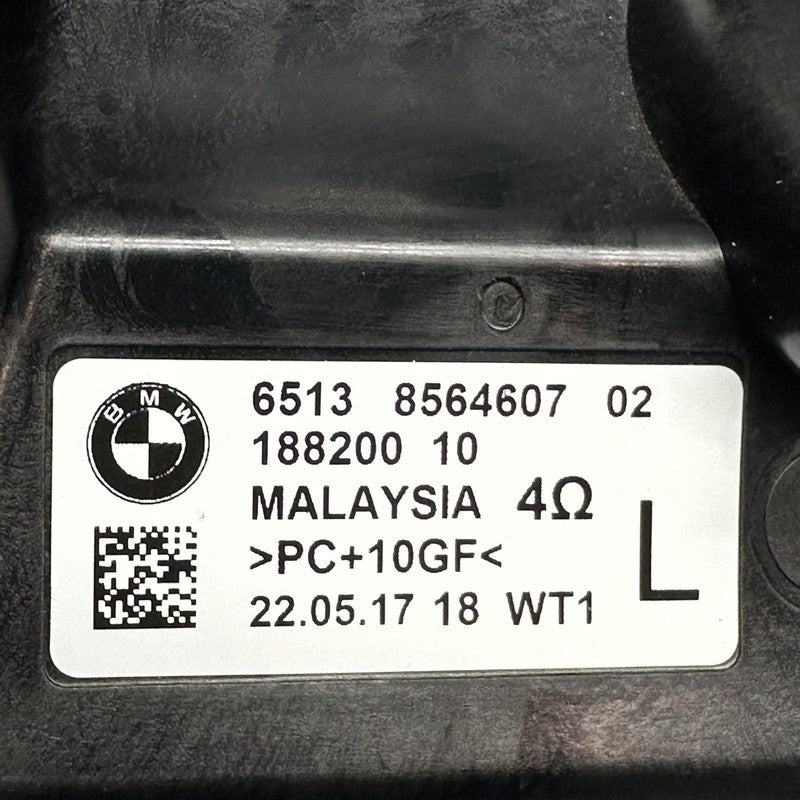 BMW
6513 8564607 02
188200 10
MALAYSIA 4Ω
>PC+10GF<
22.05.17 18 WT1
L